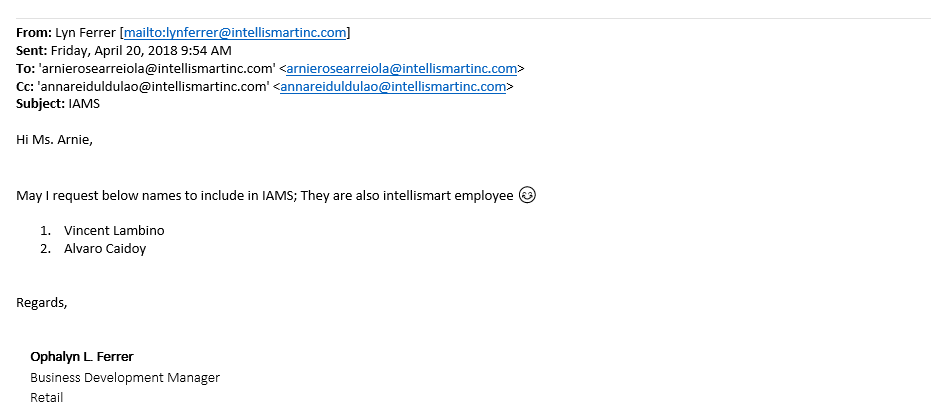 From: Lyn Ferrer [mailto:lynferrer@intellismartinc.com]
Sent: Friday, April 20, 2018 9:54 AM
To: 'arnierosearreiola@intellismartinc.com' <arnierosearreiola@intellismartinc.com>
Cc: 'annareiduldulao@intellismartinc.com' <annareiduldulao@intellismartinc.com>
Subject: IAMS
Hi Ms. Arnie,
May I request below names to include in IAMS; They are also intellismart employee 😊
1. Vincent Lambino
2. Alvaro Caidoy
Regards,
Ophalyn L. Ferrer
Business Development Manager
Retail